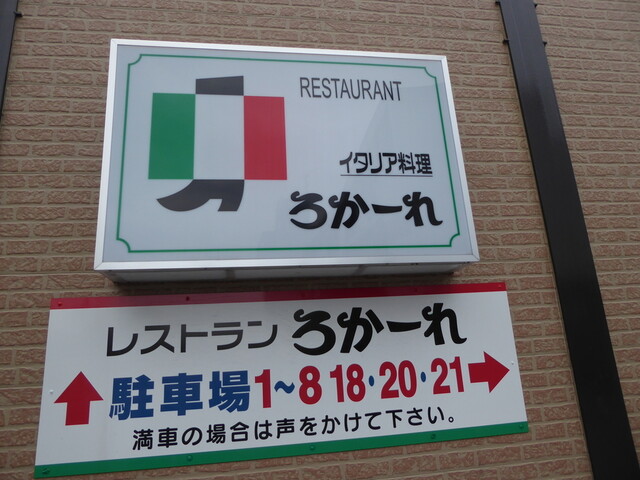 RESTAURANT
イタリア料理
ろかーれ
レストラン ろかーれ
駐車場1~8 18・20・21
満車の場合は声をかけて下さい。